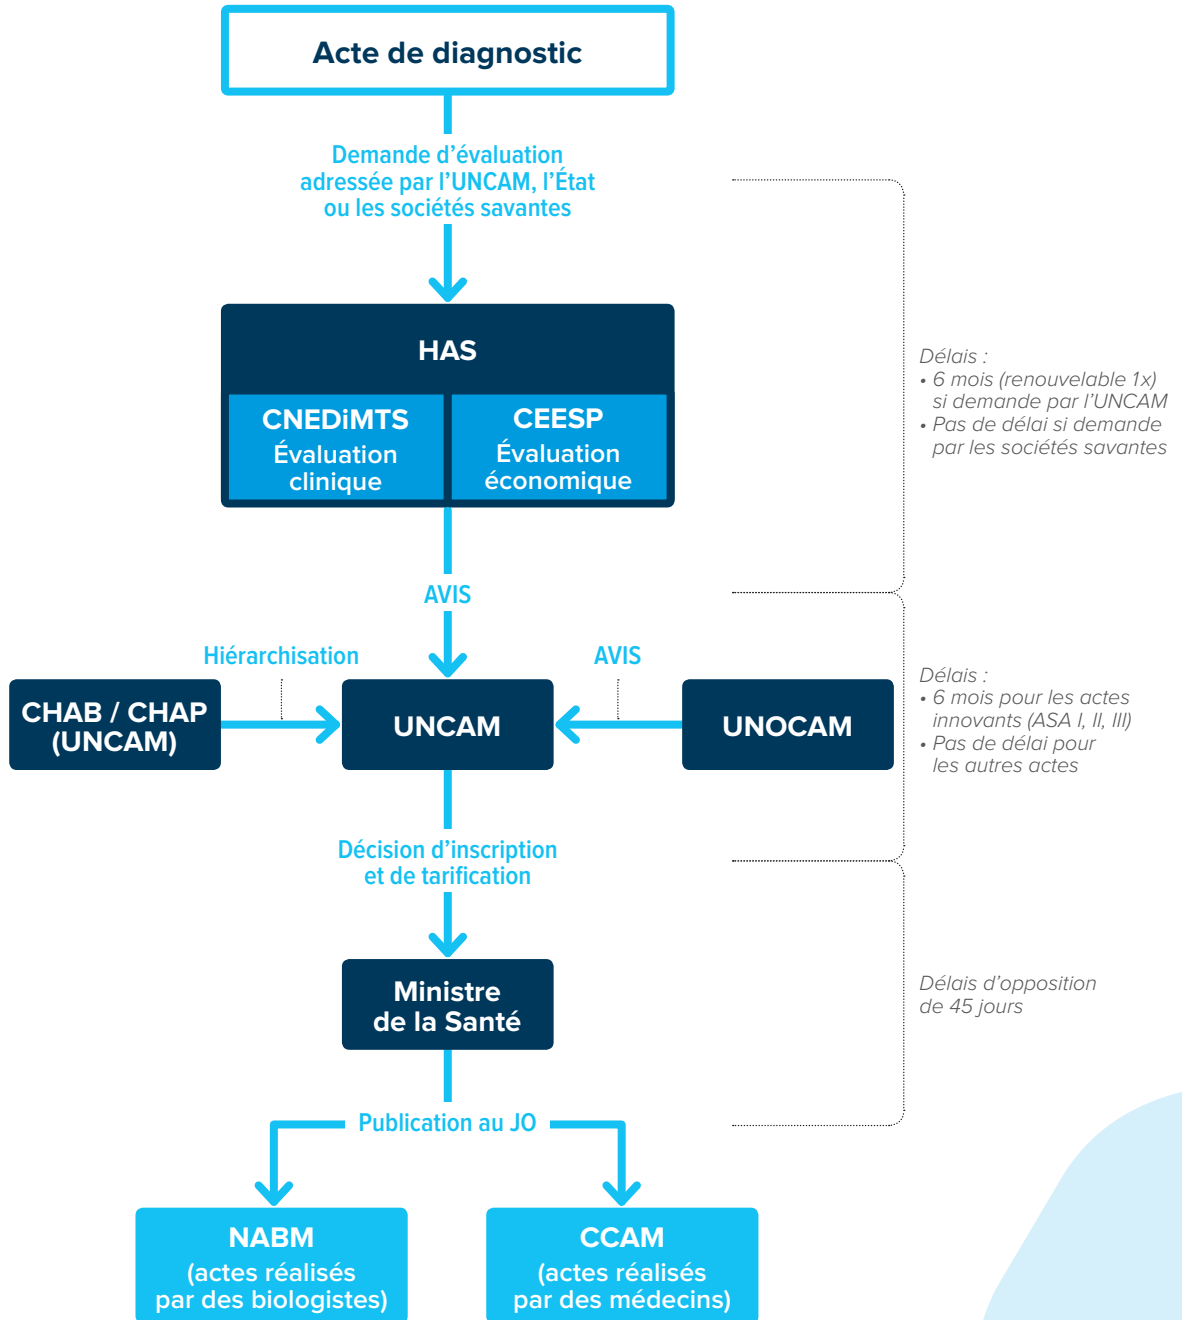 Acte de diagnostic
Demande d'évaluation
adressée par l'UNCAM, l'État
ou les sociétés savantes
HAS
CNEDiMTS
Évaluation
clinique
CEESP
Évaluation
économique
Délais :
• 6 mois (renouvelable 1x)
si demande par l'UNCAM
• Pas de délai si demande
par les sociétés savantes
AVIS
Hiérarchisation
AVIS
CHAB / CHAP
(UNCAM)
UNCAM
UNOCAM
Délais :
• 6 mois pour les actes
innovants (ASA I, II, III)
• Pas de délai pour
les autres actes
Décision d'inscription
et de tarification
Ministre
de la Santé
Délais d'opposition
de 45 jours
Publication au JO
NABM
(actes réalisés
par des biologistes)
CCAM
(actes réalisés
par des médecins)